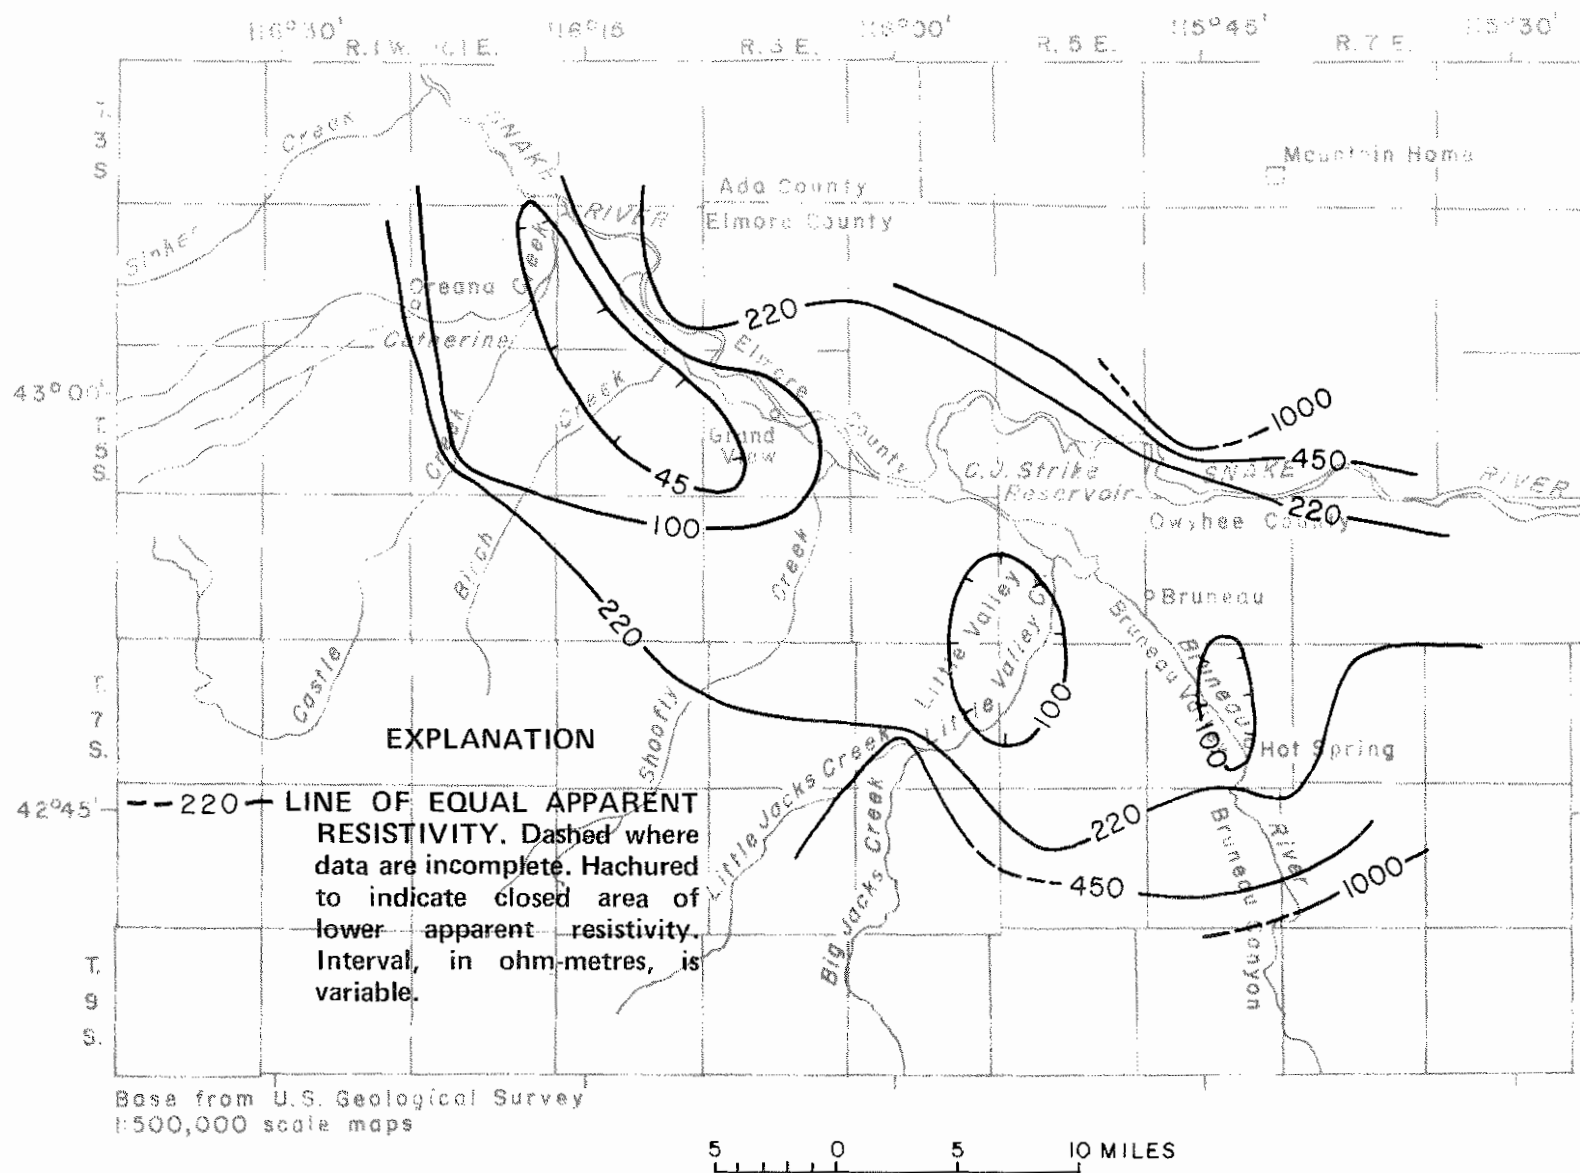 116°30'
116°15
116°00'
115°45'
115°30'
R.1W.
R.1E.
R.3E.
R.5E.
R.7E.
T.
3
S
Creek
SNAKE
Mountain Home
Ada County
RIVER
Elmore County
Sinker
Creek
Oreana
Catherine
220
Elmore
43°00'
T.
5
S.
Creek
Creek
Grand
View
County
1000
450
45
C.J. Strike
Reservoir
SNAKE
RIVER
100
220
Owyhee County
Birch
Creek
Little Valley
Bruneau
220
Little Valley C
Bruneau Valley
Bruneau
Castle
T.
7
S.
Shoofly
100
100
Hot Spring
EXPLANATION
42°45'
220
LINE OF EQUAL APPARENT
RESISTIVITY. Dashed where
data are incomplete. Hachured
to indicate closed area of
lower apparent resistivity.
Interval, in ohm-metres, is
variable.
Little Jacks Creek
Big Jacks Creek
220
450
1000
River
Bruneau Canyon
T.
9
S.
Base from U.S. Geological Survey
1:500,000 scale maps
5 0 5 10 MILES